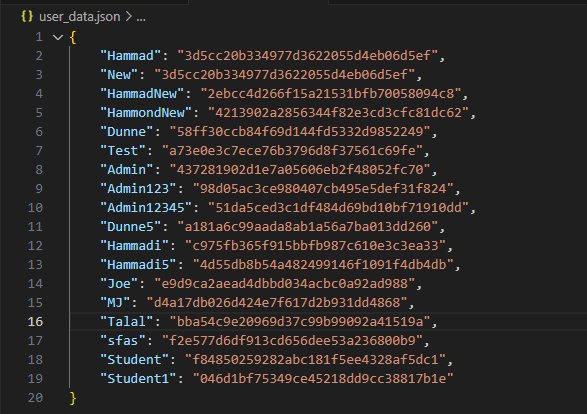 user_data.json > ...
1 {
2 "Hammad": "3d5cc20b334977d3622055d4eb06d5ef",
3 "New": "3d5cc20b334977d3622055d4eb06d5ef",
4 "HammadNew": "2ebcc4d266f15a21531bfb70058094c8",
5 "HammondNew": "4213902a2856344f82e3cd3cfc81dc62",
6 "Dunne": "58ff30ccb84f69d144fd5332d9852249",
7 "Test": "a73e0e3c7ece76b3796d8f37561c69fe",
8 "Admin": "437281902d1e7a05606eb2f48052fc70",
9 "Admin123": "98d05ac3ce980407cb495e5def31f824",
10 "Admin12345": "51da5ced3c1df484d69bd10bf71910dd",
11 "Dunne5": "a181a6c99aada8ab1a56a7ba013dd260",
12 "Hammadi": "c975fb365f915bbfb987c610e3c3ea33",
13 "Hammadi5": "4d55db8b54a482499146f1091f4db4db",
14 "Joe": "e9d9ca2aead4dbbd034acbc0a92ad988",
15 "MJ": "d4a17db026d424e7f617d2b931dd4868",
16 "Talal": "bba54c9e20969d37c99b99092a41519a",
17 "sfas": "f2e577d6df913cd656dee53a236800b9",
18 "Student": "f84850259282abc181f5ee4328af5dc1",
19 "Student1": "046d1bf75349ce45218dd9cc38817b1e"
20 }